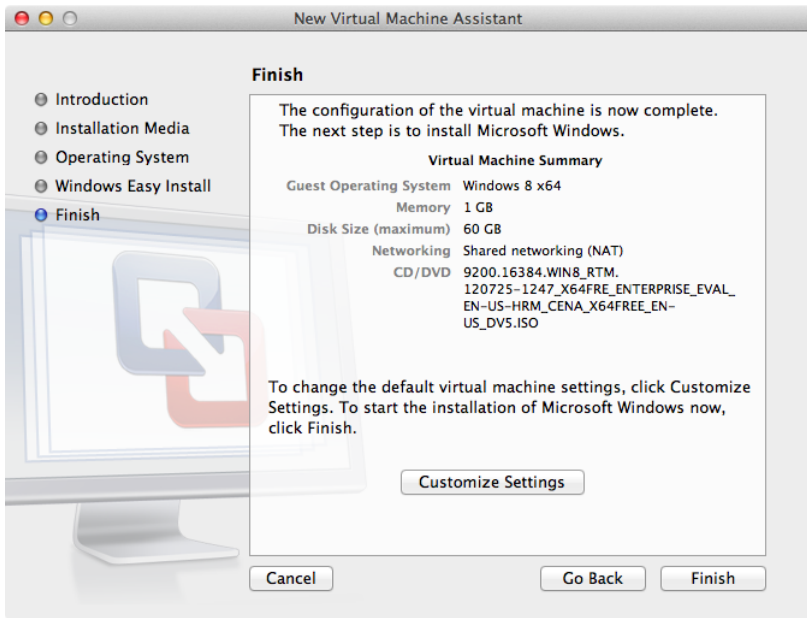 New Virtual Machine Assistant
Finish
Introduction
Installation Media
Operating System
Windows Easy Install
Finish
The configuration of the virtual machine is now complete.
The next step is to install Microsoft Windows.
Virtual Machine Summary
Guest Operating System Windows 8 x64
Memory 1 GB
Disk Size (maximum) 60 GB
Networking Shared networking (NAT)
CD/DVD 9200.16384.WIN8_RTM.
120725-1247_X64FRE_ENTERPRISE_EVAL_
EN-US-HRM_CENA_X64FREE_EN-
US_DV5.ISO
To change the default virtual machine settings, click Customize
Settings. To start the installation of Microsoft Windows now,
click Finish.
Customize Settings
Cancel Go Back Finish